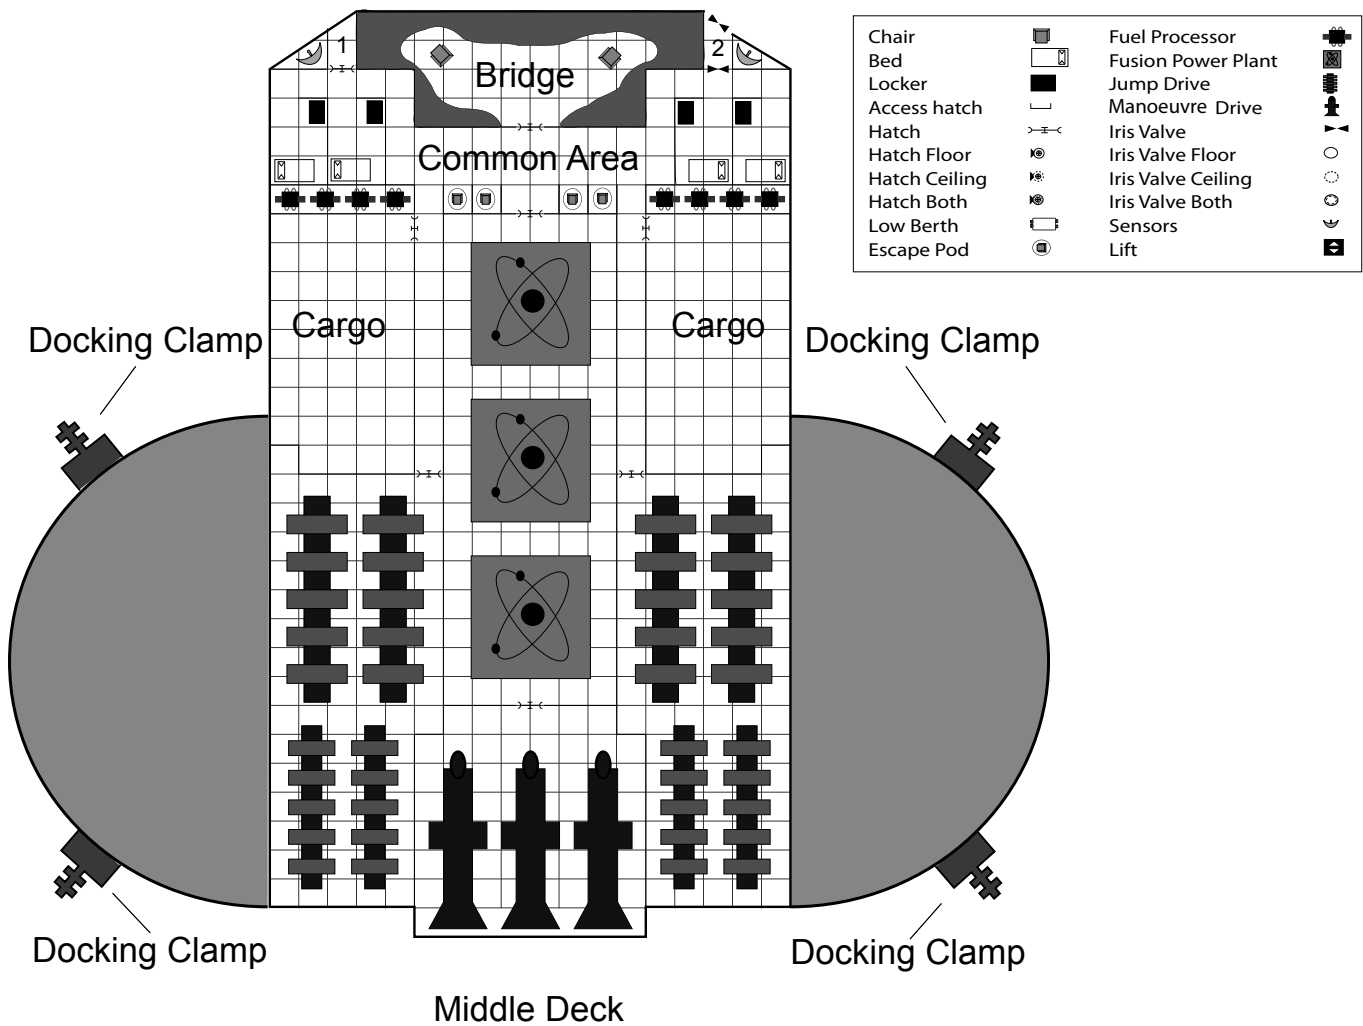 1
2
Bridge
Common Area
Cargo
Cargo
Docking Clamp
Docking Clamp
Docking Clamp
Docking Clamp
Middle Deck
Chair
Bed
Locker
Access hatch
Hatch
Hatch Floor
Hatch Ceiling
Hatch Both
Low Berth
Escape Pod
Fuel Processor
Fusion Power Plant
Jump Drive
Manoeuvre Drive
Iris Valve
Iris Valve Floor
Iris Valve Ceiling
Iris Valve Both
Sensors
Lift